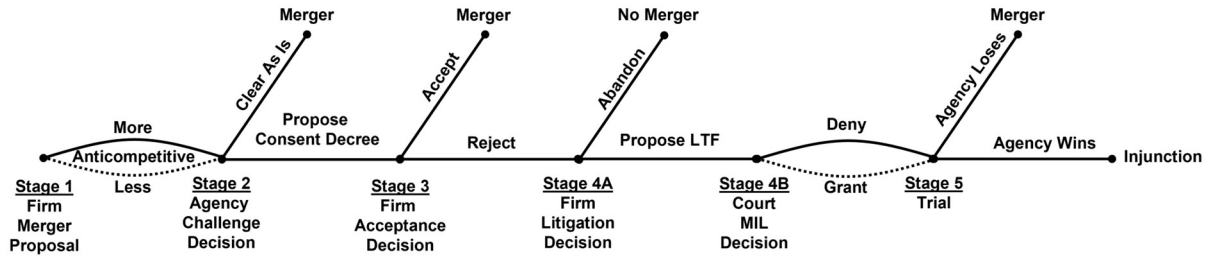 Merger
Merger
No Merger
Merger
Clear As Is
Accept
Abandon
Agency Loses
More
Anticompetitive
Less
Propose
Consent Decree
Reject
Propose LTF
Deny
Grant
Agency Wins
Injunction
Stage 1
Firm
Merger
Proposal
Stage 2
Agency
Challenge
Decision
Stage 3
Firm
Acceptance
Decision
Stage 4A
Firm
Litigation
Decision
Stage 4B
Court
MIL
Decision
Stage 5
Trial